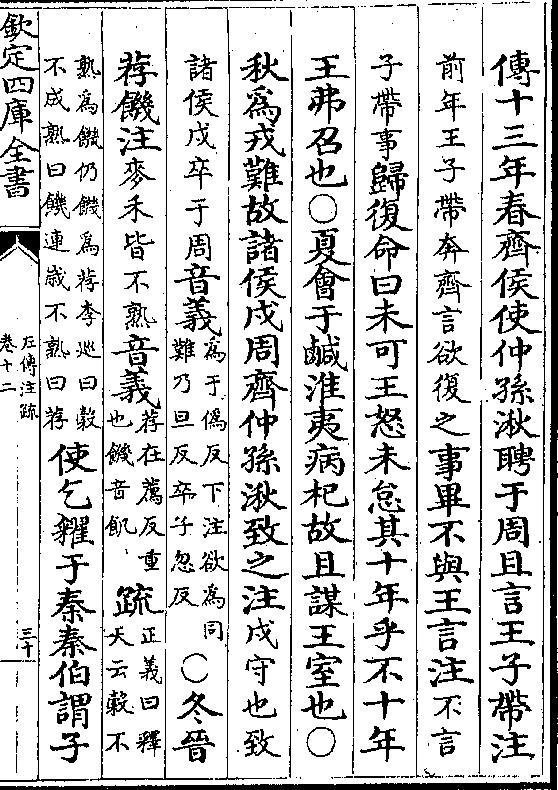 傳十三年春齊侯使仲孫湫聘于周且言王子帶注
前年王子帶奔齊言欲復之事畢不與王言注不言
子帶事歸復命曰未可王怒未怠其十年乎不十年
王弗召也〇夏會于鹹淮夷病杞故且謀王室也〇
秋爲戎難故諸侯戍周齊仲孫湫致之注戍守也致
諸侯戍卒于周音義爲于僞反下注欲爲同難乃旦反卒子忽反〇冬晉
荐饑注麥禾皆不熟音義荐在薦反重也饑音飢疏正義曰釋天云穀不
熟爲饑仍饑爲荐李廵曰穀不成熟曰饑連歲不熟曰荐使乞糴于秦秦伯謂子
欽定四庫全書
左傳注疏
卷十二
三十